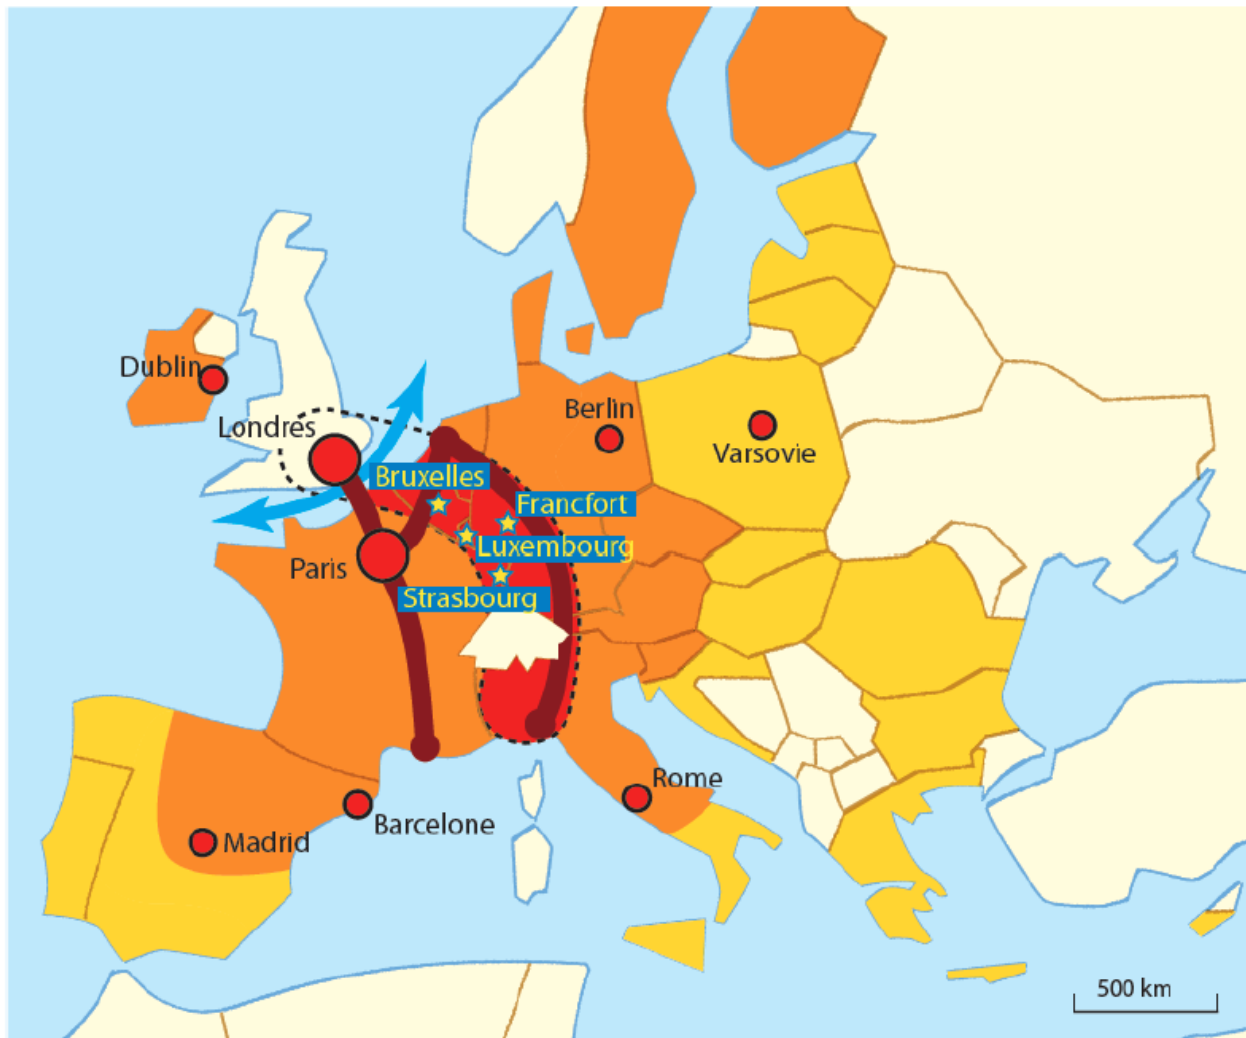 Dublin
Londres
Berlin
Varsovie
Bruxelles
Francfort
Luxembourg
Paris
Strasbourg
Rome
Barcelone
Madrid
500 km